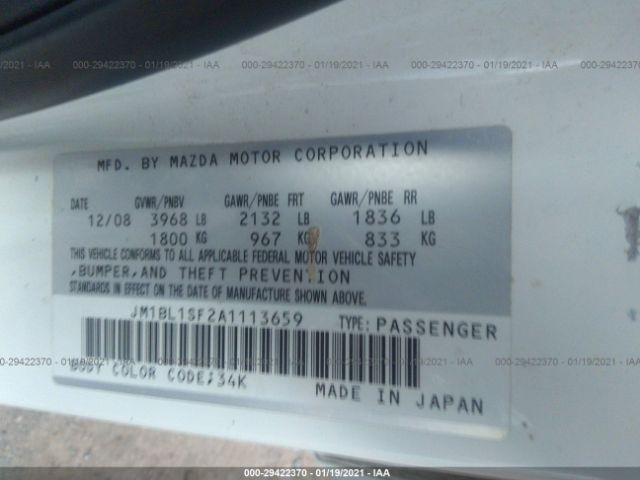 000-29422370 - 01/19/2021 - IAA
MFD. BY MAZDA MOTOR CORPORATION
DATE GVWR/PNBV GAWR/PNBE FRT GAWR/PNBE RR
12/08 3968 LB 2132 LB 1836 LB
1800 KG 967 KG 833 KG
THIS VEHICLE CONFORMS TO ALL APPLICABLE FEDERAL MOTOR VEHICLE SAFETY
,BUMPER,AND THEFT PREVENTION
STANDARDS IN EFFECT ON THE DATE OF MANUFACTURE SHOWN ABOVE.
JM1BL1SF2A1113659 TYPE: PASSENGER
BODY COLOR CODE:34K
MADE IN JAPAN
000-29422370 - 01/19/2021 - IAA